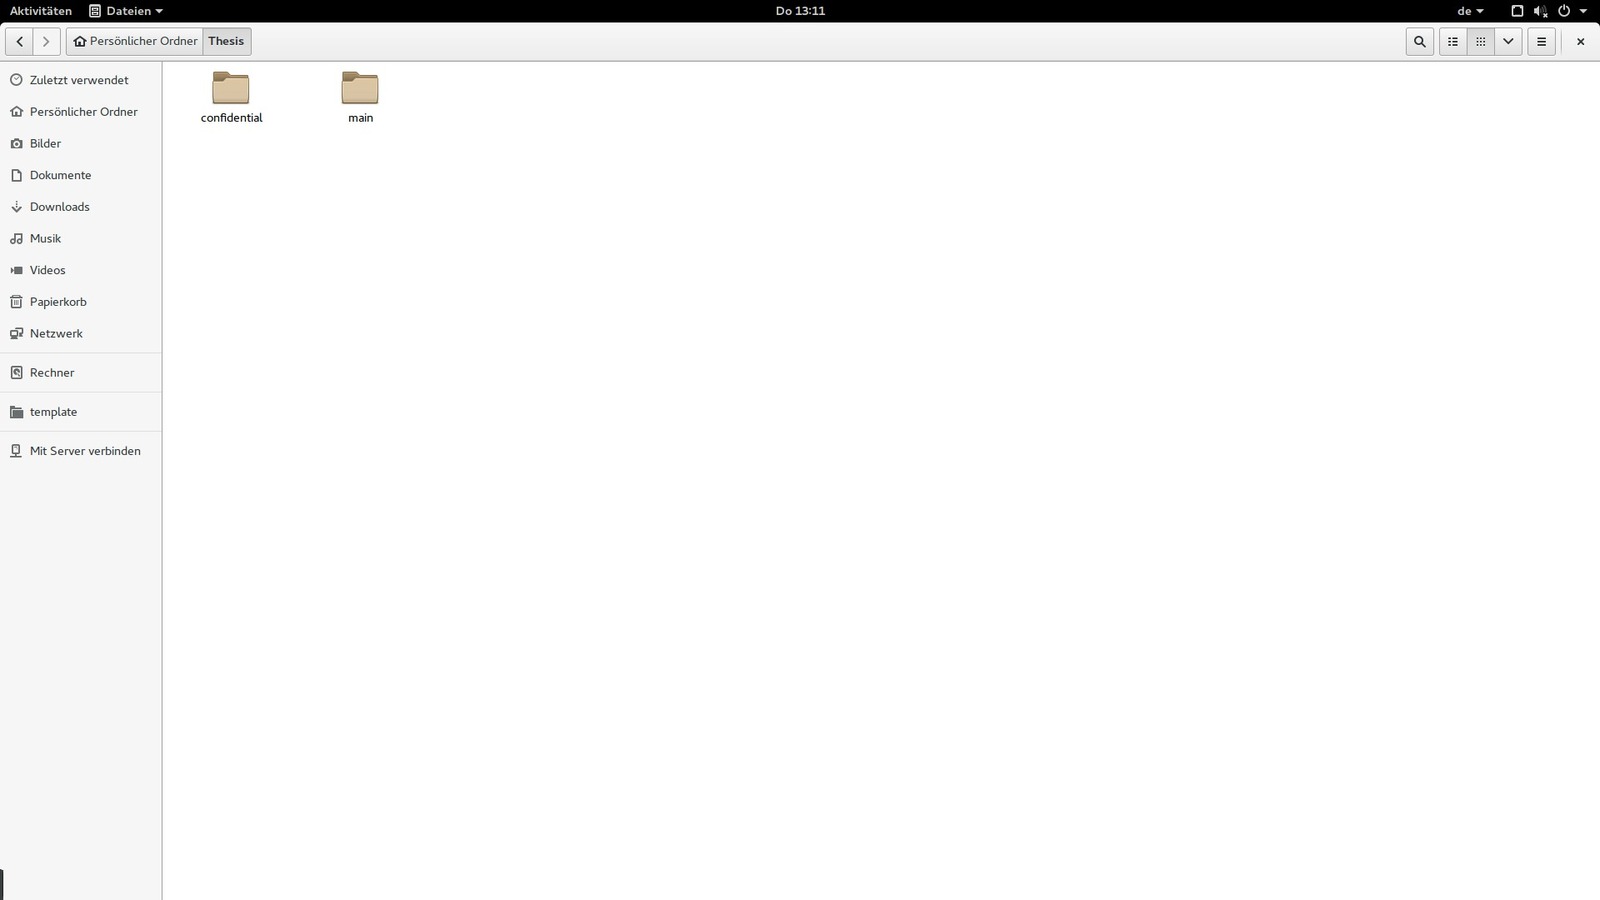 Aktivitäten Dateien Do 13:11 de
Persönlicher Ordner Thesis
Zuletzt verwendet
Persönlicher Ordner
Bilder
Dokumente
Downloads
Musik
Videos
Papierkorb
Netzwerk
Rechner
template
Mit Server verbinden
confidential main